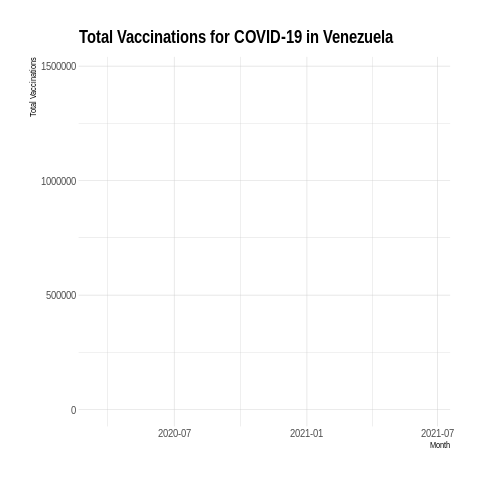 Total Vaccinations for COVID-19 in Venezuela
Total Vaccinations
1500000
1000000
500000
0
2020-07 2021-01 2021-07
Month